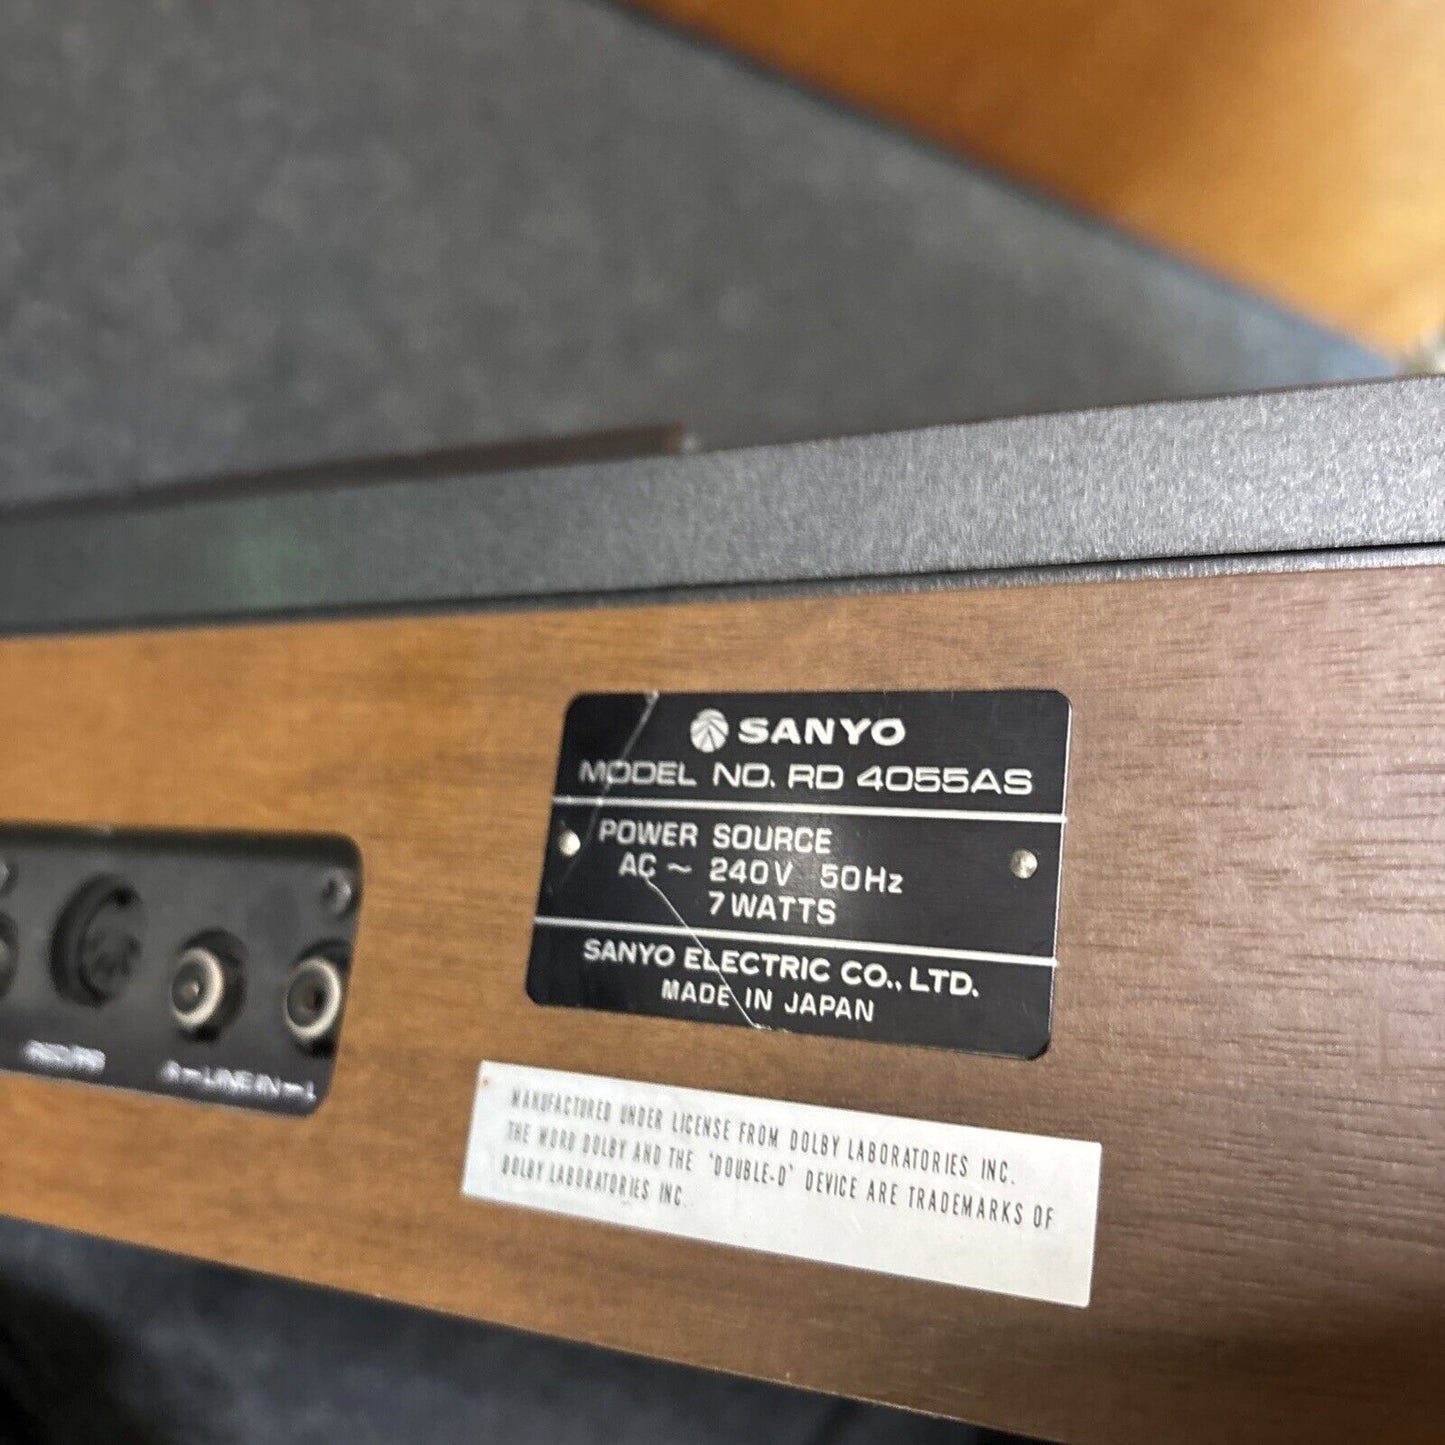 SANYO
MODEL NO. RD 4055AS
POWER SOURCE
AC ~ 240V 50Hz
7 WATTS
SANYO ELECTRIC CO., LTD.
MADE IN JAPAN
REC/PB
R LINE IN L
MANUFACTURED UNDER LICENSE FROM DOLBY LABORATORIES INC.
THE WORD DOLBY AND THE 'DOUBLE-D' DEVICE ARE TRADEMARKS OF
DOLBY LABORATORIES INC.